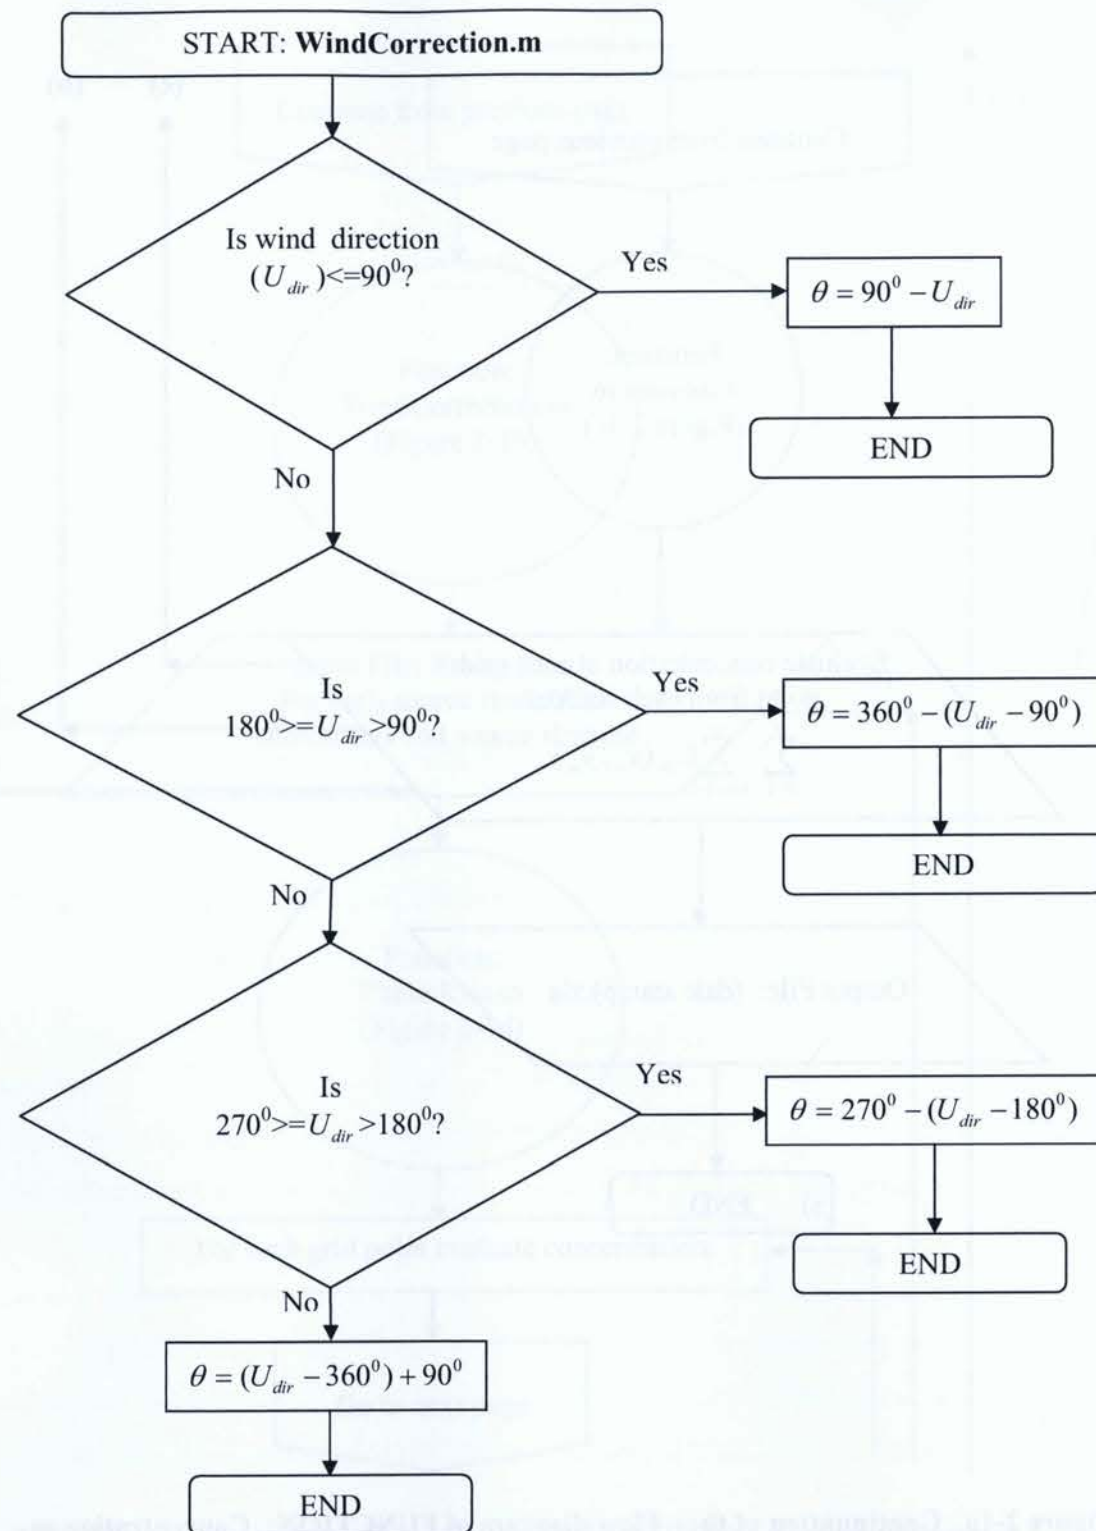 START: WindCorrection.m
Is wind direction
(U_dir)<=90⁰?
Yes
θ = 90⁰ − U_dir
END
No
Is
180⁰>=U_dir >90⁰?
Yes
θ = 360⁰ − (U_dir − 90⁰)
END
No
Is
270⁰>=U_dir >180⁰?
Yes
θ = 270⁰ − (U_dir − 180⁰)
END
No
θ = (U_dir − 360⁰) + 90⁰
END